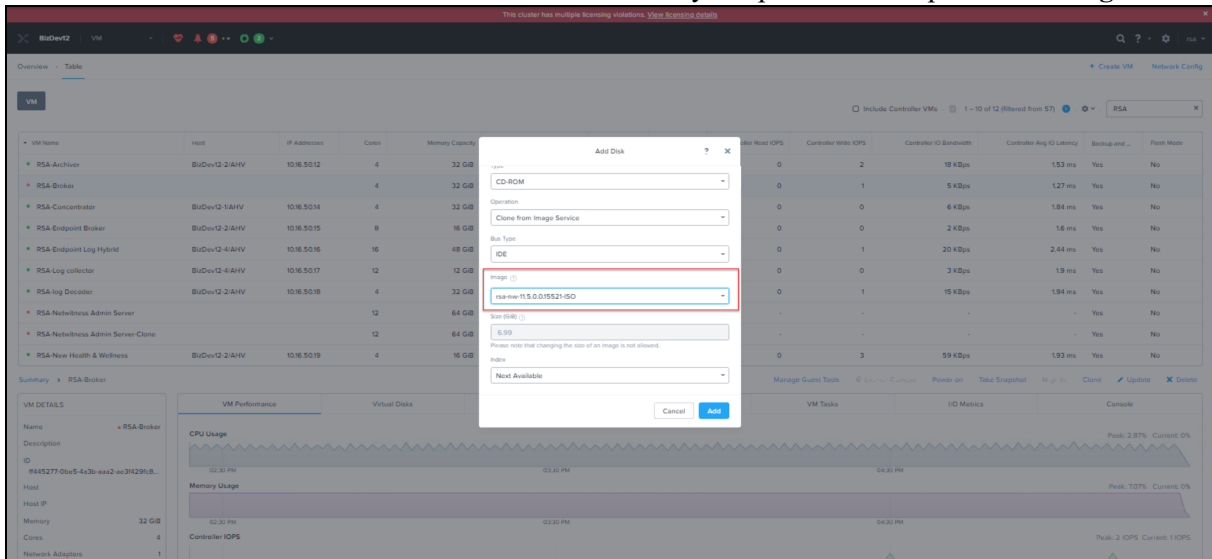 This cluster has multiple licensing violations. View licensing details
BizDev12 VM
rsa
Overview Table
+ Create VM Network Config
VM
Include Controller VMs 1 – 10 of 12 (filtered from 57) RSA
VM Name Host IP Addresses Cores Memory Capacity Controller Read IOPS Controller Write IOPS Controller IO Bandwidth Controller Avg IO Latency Backup and ... Flash Mode
RSA-Archiver BizDev12-2/AHV 10.16.50.12 4 32 GiB 0 2 18 KBps 1.53 ms Yes No
RSA-Broker 4 32 GiB 0 1 5 KBps 1.27 ms Yes No
RSA-Concentrator BizDev12-1/AHV 10.16.50.14 4 32 GiB 0 0 6 KBps 1.84 ms Yes No
RSA-Endpoint Broker BizDev12-2/AHV 10.16.50.15 8 16 GiB 0 0 2 KBps 1.6 ms Yes No
RSA-Endpoint Log Hybrid BizDev12-4/AHV 10.16.50.16 16 48 GiB 0 1 20 KBps 2.44 ms Yes No
RSA-Log collector BizDev12-4/AHV 10.16.50.17 12 12 GiB 0 0 3 KBps 1.9 ms Yes No
RSA-log Decoder BizDev12-2/AHV 10.16.50.18 4 32 GiB 0 1 15 KBps 1.94 ms Yes No
RSA-Netwitness Admin Server 12 64 GiB - - - - Yes No
RSA-Netwitness Admin Server-Clone 12 64 GiB - - - - Yes No
RSA-New Health & Wellness BizDev12-2/AHV 10.16.50.19 4 16 GiB 0 3 59 KBps 1.93 ms Yes No
Add Disk ? ×
CD-ROM
Operation
Clone from Image Service
Bus Type
IDE
Image
rsa-nw-11.5.0.0.15521-ISO
Size (GiB)
6.99
Please note that changing the size of an image is not allowed.
Index
Next Available
Cancel Add
Summary > RSA-Broker
Manage Guest Tools Power on Take Snapshot Clone Update Delete
VM DETAILS
Name RSA-Broker
Description
ID
Host
Host IP
Memory 32 GiB
Cores 4
Network Adapters 1
VM Performance Virtual Disks VM Tasks I/O Metrics Console
CPU Usage Peak: 2.87% Current: 0%
02:30 PM 03:30 PM 04:30 PM
Memory Usage Peak: 7.07% Current: 0%
02:30 PM 03:30 PM 04:30 PM
Controller IOPS Peak: 2 IOPS Current: 1 IOPS